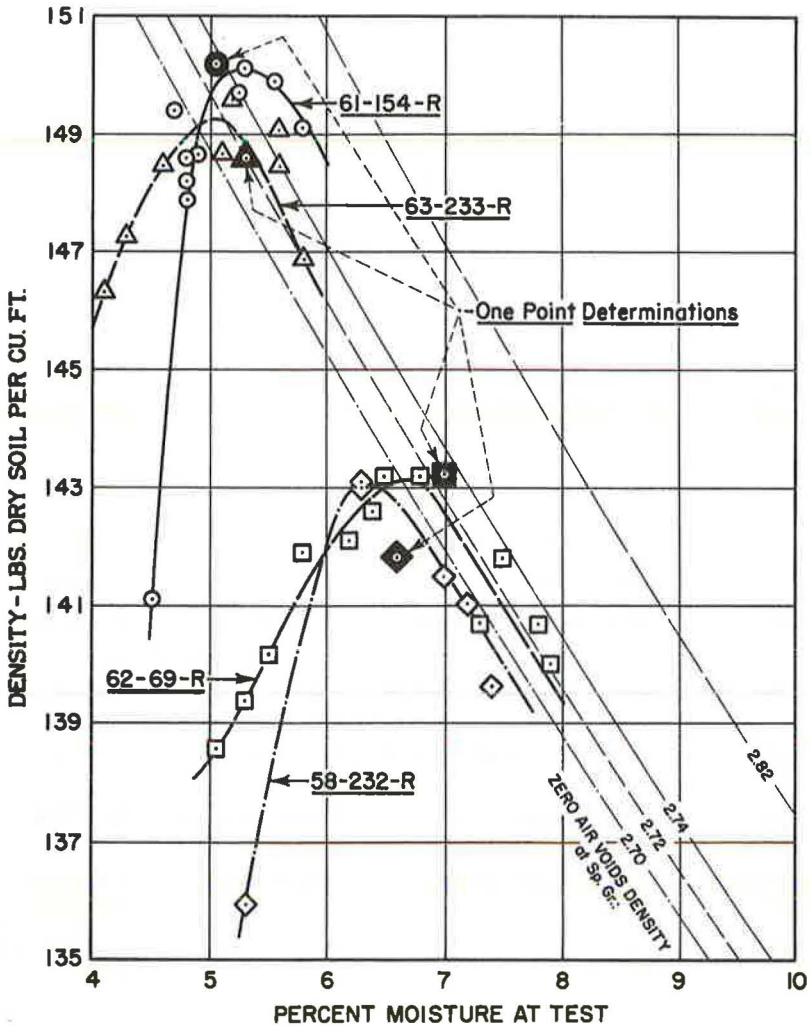 DENSITY-LBS. DRY SOIL PER CU. FT.
151
149
147
145
143
141
139
137
135
61-154-R
63-233-R
One Point Determinations
62-69-R
58-232-R
ZERO AIR VOIDS DENSITY
at Sp. Gr.:
2.70
2.72
2.74
2.82
4 5 6 7 8 9 10
PERCENT MOISTURE AT TEST